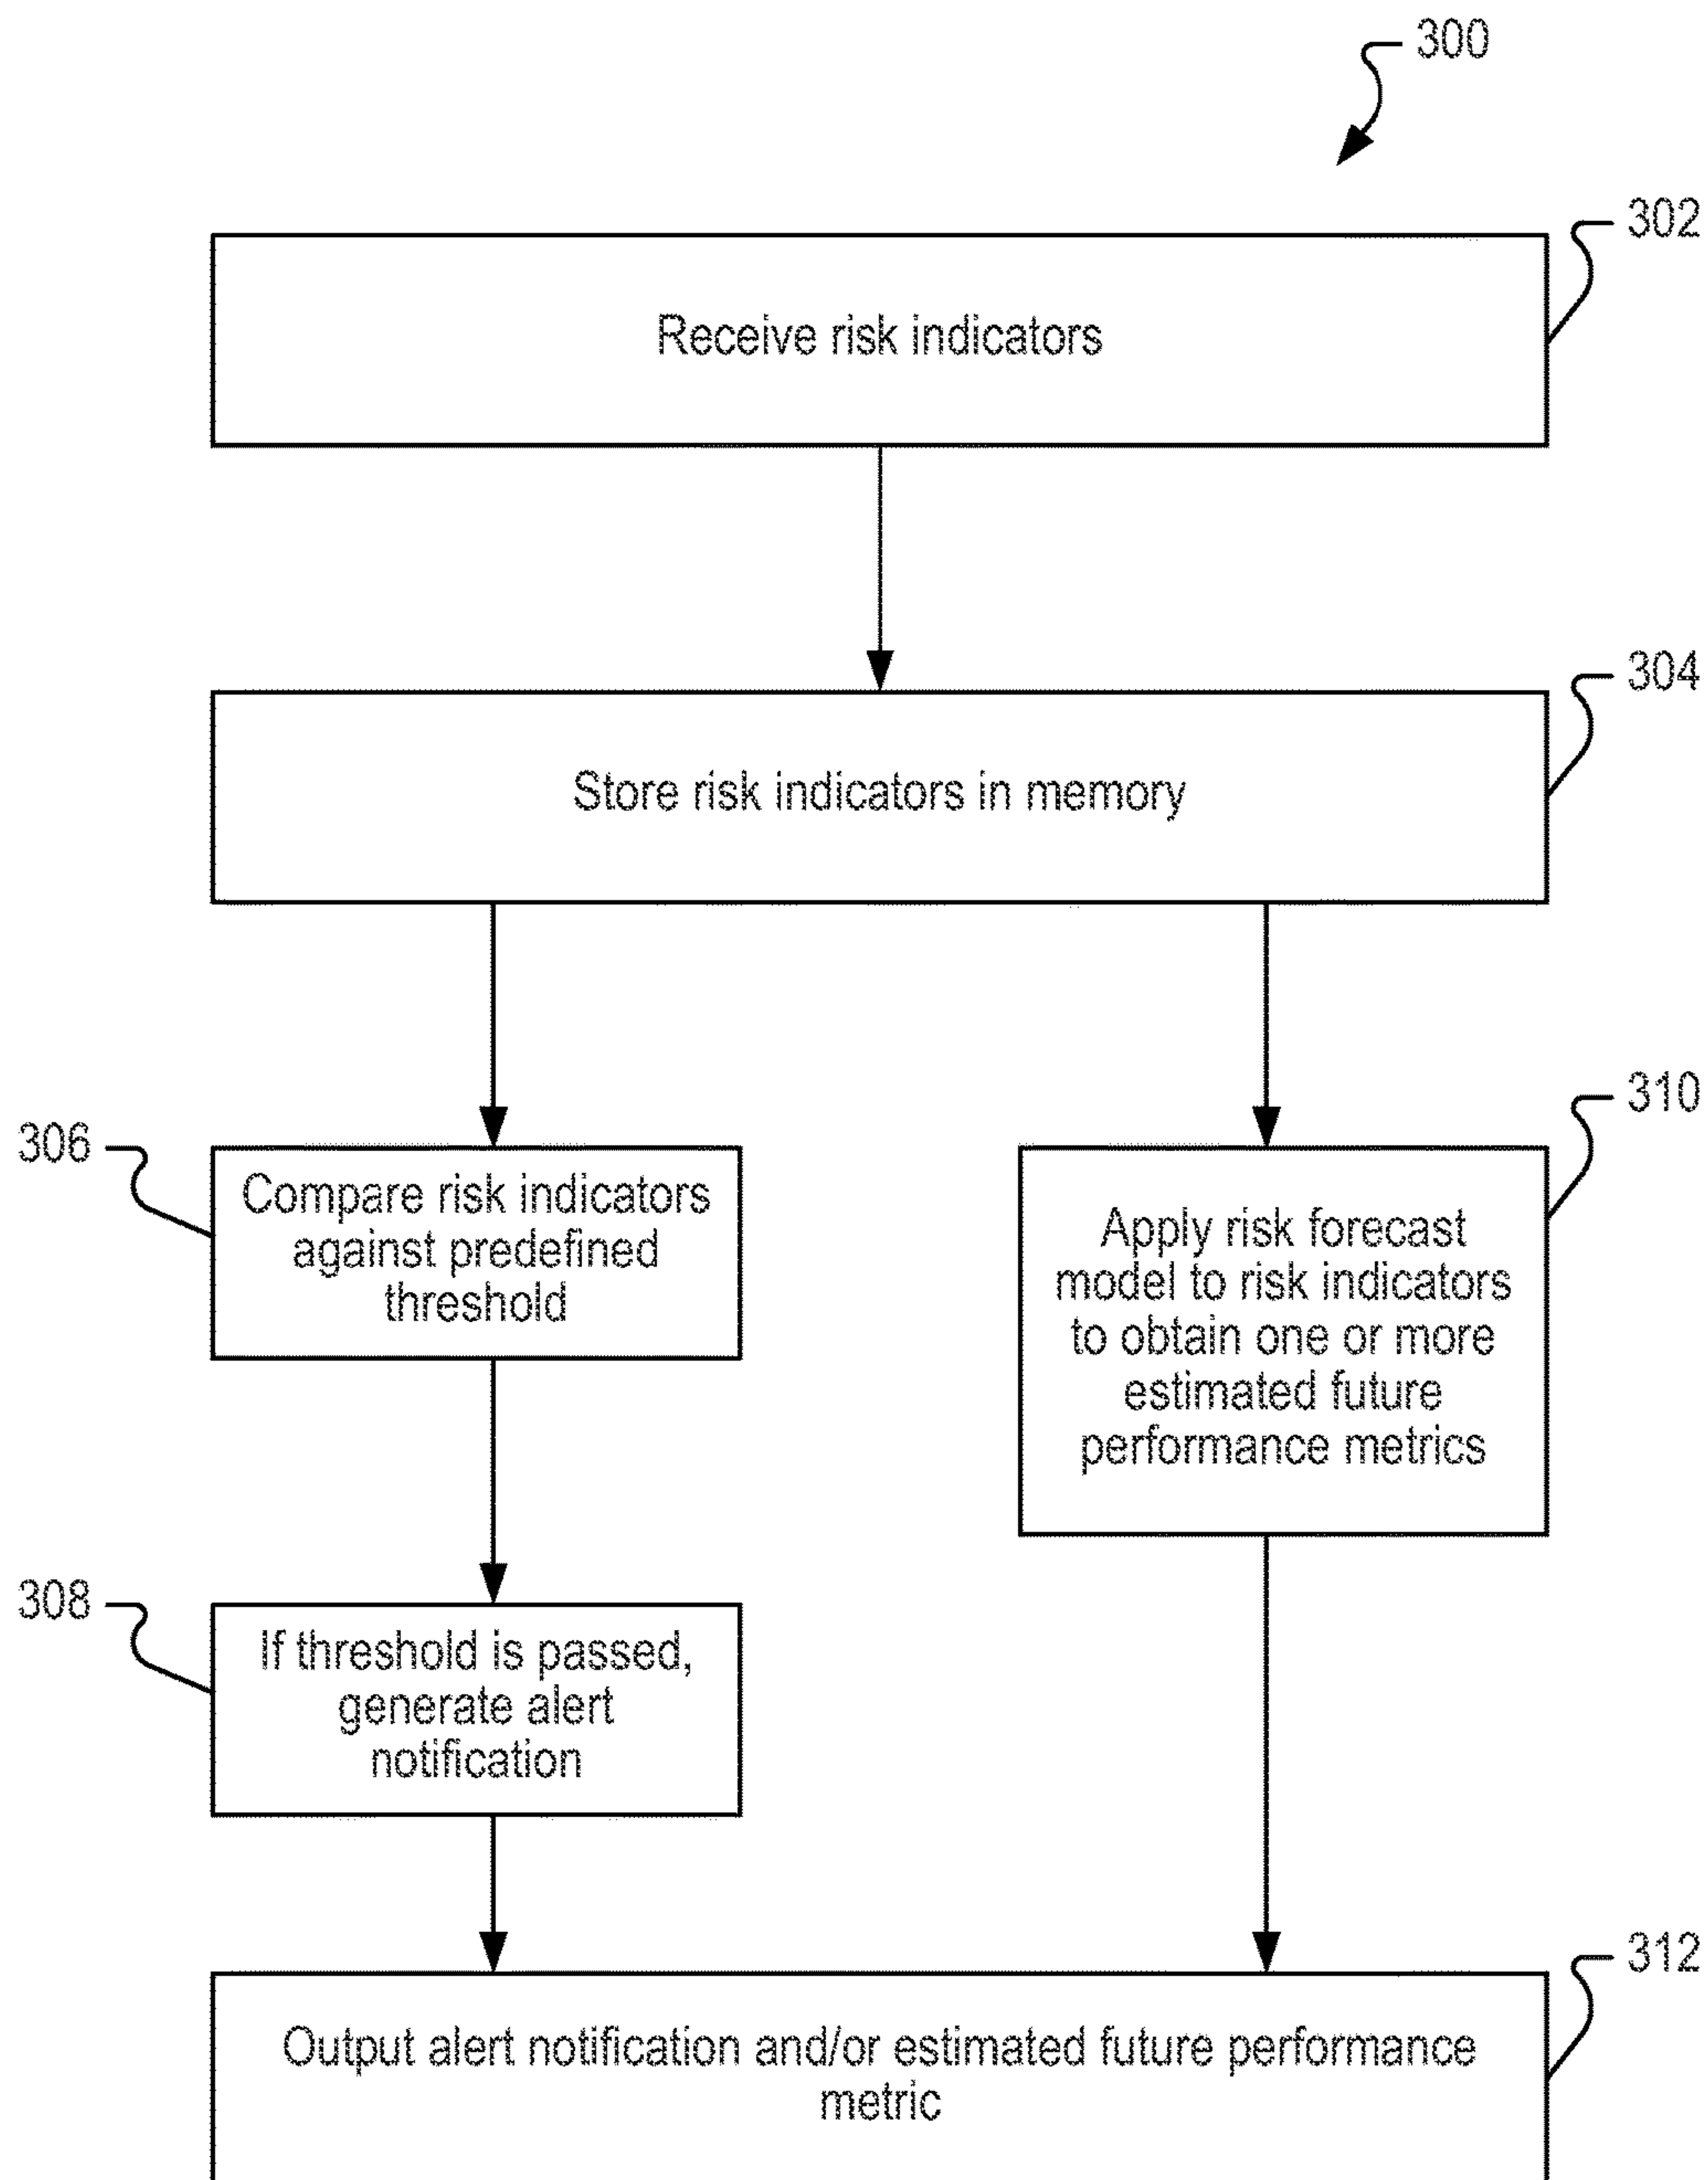 300
302
Receive risk indicators
304
Store risk indicators in memory
306
Compare risk indicators
against predefined
threshold
310
Apply risk forecast
model to risk indicators
to obtain one or more
estimated future
performance metrics
308
If threshold is passed,
generate alert
notification
312
Output alert notification and/or estimated future performance
metric